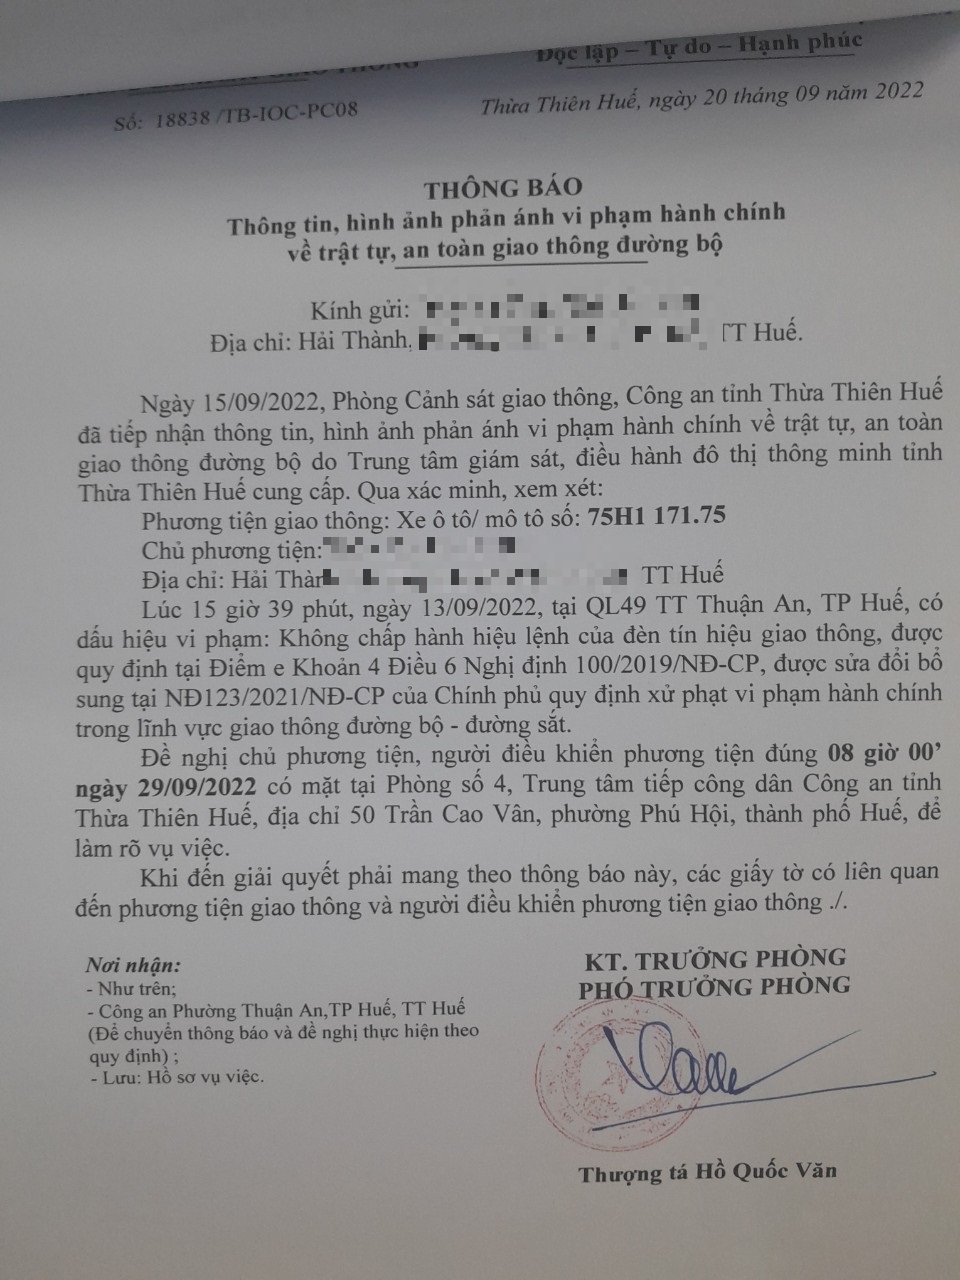 Độc lập – Tự do – Hạnh phúc
Số: 18838 /TB-IOC-PC08
Thừa Thiên Huế, ngày 20 tháng 09 năm 2022
THÔNG BÁO
Thông tin, hình ảnh phản ánh vi phạm hành chính
về trật tự, an toàn giao thông đường bộ
Kính gửi:
Địa chỉ: Hải Thành, TT Huế.
Ngày 15/09/2022, Phòng Cảnh sát giao thông, Công an tỉnh Thừa Thiên Huế
đã tiếp nhận thông tin, hình ảnh phản ánh vi phạm hành chính về trật tự, an toàn
giao thông đường bộ do Trung tâm giám sát, điều hành đô thị thông minh tỉnh
Thừa Thiên Huế cung cấp. Qua xác minh, xem xét:
Phương tiện giao thông: Xe ô tô/ mô tô số: 75H1 171.75
Chủ phương tiện:
Địa chỉ: Hải Thàn TT Huế
Lúc 15 giờ 39 phút, ngày 13/09/2022, tại QL49 TT Thuận An, TP Huế, có
dấu hiệu vi phạm: Không chấp hành hiệu lệnh của đèn tín hiệu giao thông, được
quy định tại Điểm e Khoản 4 Điều 6 Nghị định 100/2019/NĐ-CP, được sửa đổi bổ
sung tại NĐ123/2021/NĐ-CP của Chính phủ quy định xử phạt vi phạm hành chính
trong lĩnh vực giao thông đường bộ - đường sắt.
Đề nghị chủ phương tiện, người điều khiển phương tiện đúng 08 giờ 00’
ngày 29/09/2022 có mặt tại Phòng số 4, Trung tâm tiếp công dân Công an tỉnh
Thừa Thiên Huế, địa chỉ 50 Trần Cao Vân, phường Phú Hội, thành phố Huế, để
làm rõ vụ việc.
Khi đến giải quyết phải mang theo thông báo này, các giấy tờ có liên quan
đến phương tiện giao thông và người điều khiển phương tiện giao thông ./.
Nơi nhận:
- Như trên;
- Công an Phường Thuận An,TP Huế, TT Huế
(Để chuyển thông báo và đề nghị thực hiện theo
quy định) ;
- Lưu: Hồ sơ vụ việc.
KT. TRƯỞNG PHÒNG
PHÓ TRƯỞNG PHÒNG
Thượng tá Hồ Quốc Văn